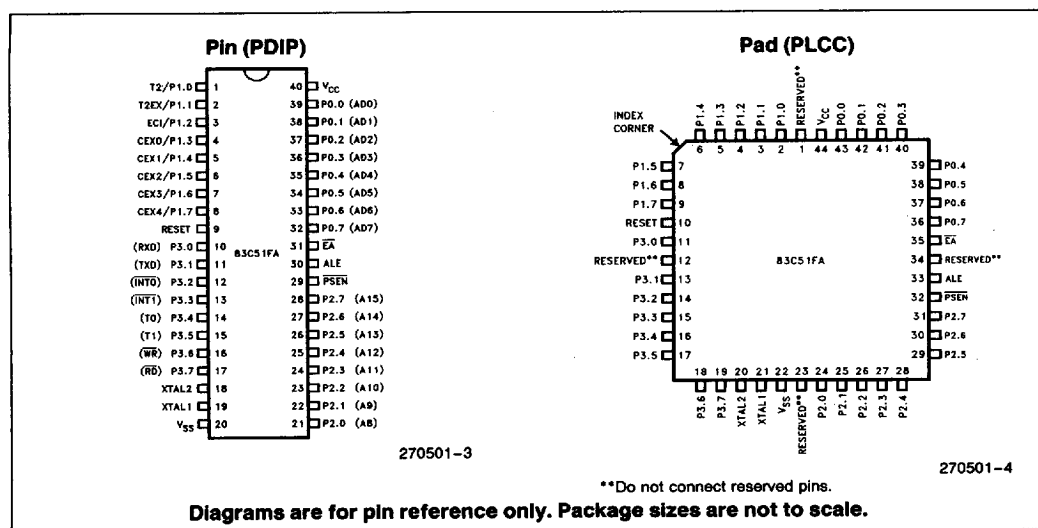 Pin (PDIP)
T2/P1.0 1
T2EX/P1.1 2
ECI/P1.2 3
CEX0/P1.3 4
CEX1/P1.4 5
CEX2/P1.5 6
CEX3/P1.6 7
CEX4/P1.7 8
RESET 9
(RXD) P3.0 10
(TXD) P3.1 11
(INT0) P3.2 12
(INT1) P3.3 13
(T0) P3.4 14
(T1) P3.5 15
(WR) P3.6 16
(RD) P3.7 17
XTAL2 18
XTAL1 19
VSS 20
83C51FA
40 VCC
39 P0.0 (AD0)
38 P0.1 (AD1)
37 P0.2 (AD2)
36 P0.3 (AD3)
35 P0.4 (AD4)
34 P0.5 (AD5)
33 P0.6 (AD6)
32 P0.7 (AD7)
31 EA
30 ALE
29 PSEN
28 P2.7 (A15)
27 P2.6 (A14)
26 P2.5 (A13)
25 P2.4 (A12)
24 P2.3 (A11)
23 P2.2 (A10)
22 P2.1 (A9)
21 P2.0 (A8)
270501-3
Pad (PLCC)
INDEX
CORNER
P1.4 P1.3 P1.2 P1.1 P1.0 RESERVED** VCC P0.0 P0.1 P0.2 P0.3
6 5 4 3 2 1 44 43 42 41 40
P1.5 7
P1.6 8
P1.7 9
RESET 10
P3.0 11
RESERVED** 12
P3.1 13
P3.2 14
P3.3 15
P3.4 16
P3.5 17
83C51FA
39 P0.4
38 P0.5
37 P0.6
36 P0.7
35 EA
34 RESERVED**
33 ALE
32 PSEN
31 P2.7
30 P2.6
29 P2.5
18 19 20 21 22 23 24 25 26 27 28
P3.6 P3.7 XTAL2 XTAL1 VSS RESERVED** P2.0 P2.1 P2.2 P2.3 P2.4
270501-4
**Do not connect reserved pins.
Diagrams are for pin reference only. Package sizes are not to scale.